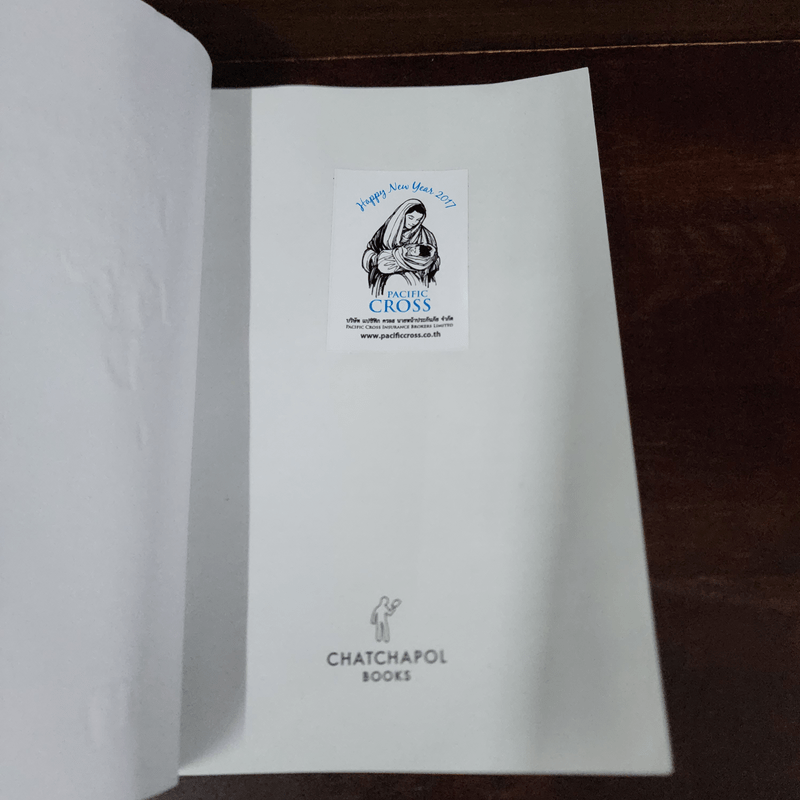 Happy New Year 2017
PACIFIC
CROSS
บริษัท แปซิฟิก ครอส นายหน้าประกันภัย จำกัด
PACIFIC CROSS INSURANCE BROKERS LIMITED
www.pacificcross.co.th
CHATCHAPOL
BOOKS